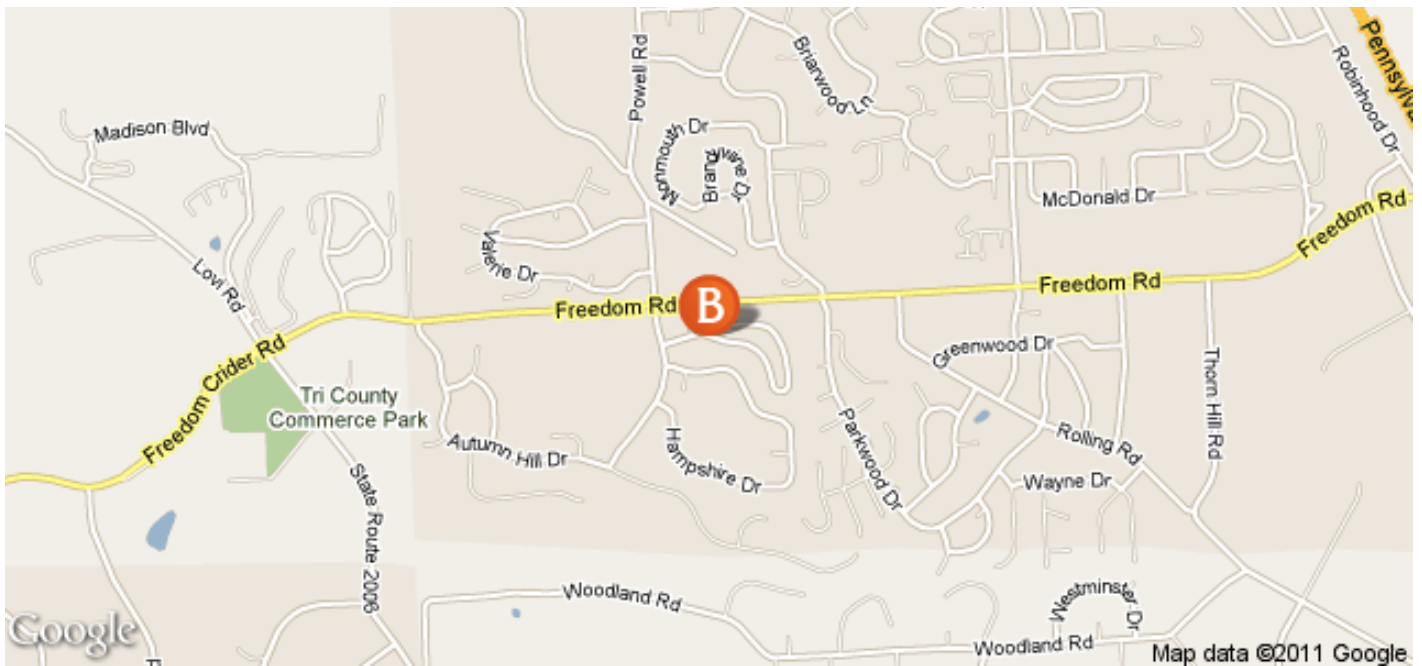 Pennsylva
Robinhood Dr
Briarwood Ln
Powell Rd
Madison Blvd
Monmouth Dr
Dr
McDonald Dr
Freedom Rd
Valerie Dr
Lovi Rd
Freedom Rd
B
Freedom Rd
Freedom Crider Rd
Greenwood Dr
Thorn Hill Rd
Tri County
Commerce Park
Parkwood Dr
Rolling Rd
Autumn Hill Dr
Hampshire Dr
Wayne Dr
State Route 2006
Woodland Rd
Westminster Dr
Woodland Rd
Google
Map data ©2011 Google